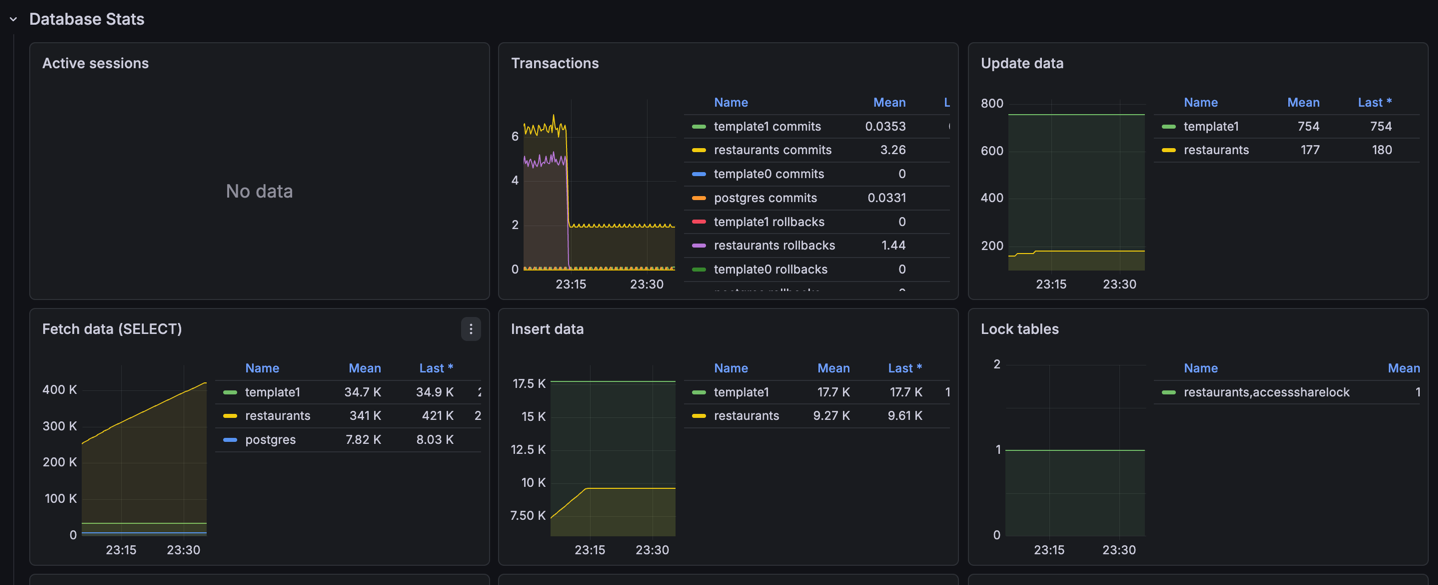 Database Stats
Active sessions
No data
Transactions
Name Mean L
template1 commits 0.0353
restaurants commits 3.26
template0 commits 0
postgres commits 0.0331
template1 rollbacks 0
restaurants rollbacks 1.44
template0 rollbacks 0
6
4
2
0
23:15 23:30
Update data
Name Mean Last *
template1 754 754
restaurants 177 180
800
600
400
200
23:15 23:30
Fetch data (SELECT)
Name Mean Last *
template1 34.7 K 34.9 K 2
restaurants 341 K 421 K 2
postgres 7.82 K 8.03 K
400 K
300 K
200 K
100 K
0
23:15 23:30
Insert data
Name Mean Last *
template1 17.7 K 17.7 K 1
restaurants 9.27 K 9.61 K
17.5 K
15 K
12.5 K
10 K
7.50 K
23:15 23:30
Lock tables
Name Mean
restaurants,accesssharelock 1
2
1
0
23:15 23:30